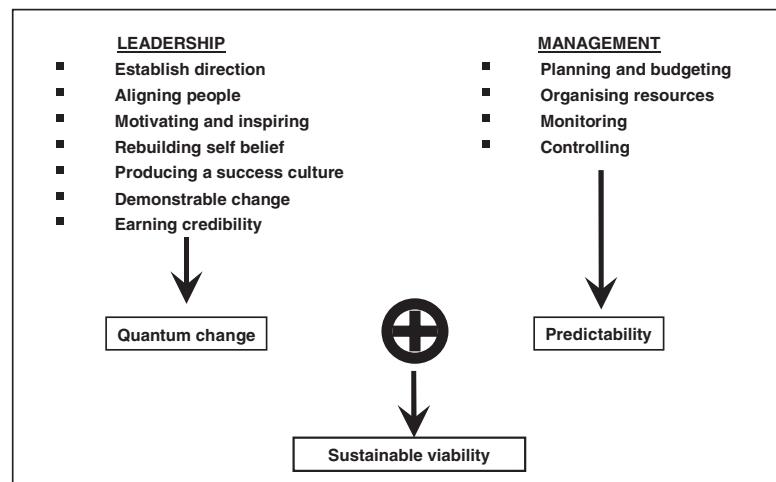 LEADERSHIP
Establish direction
Aligning people
Motivating and inspiring
Rebuilding self belief
Producing a success culture
Demonstrable change
Earning credibility
MANAGEMENT
Planning and budgeting
Organising resources
Monitoring
Controlling
Quantum change
Predictability
Sustainable viability